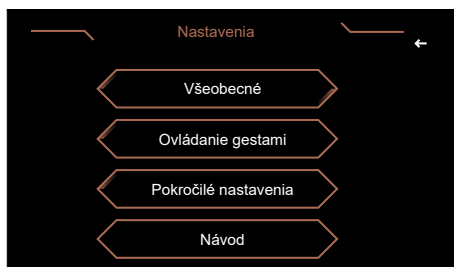 Nastavenia
Všeobecné
Ovládanie gestami
Pokročilé nastavenia
Návod